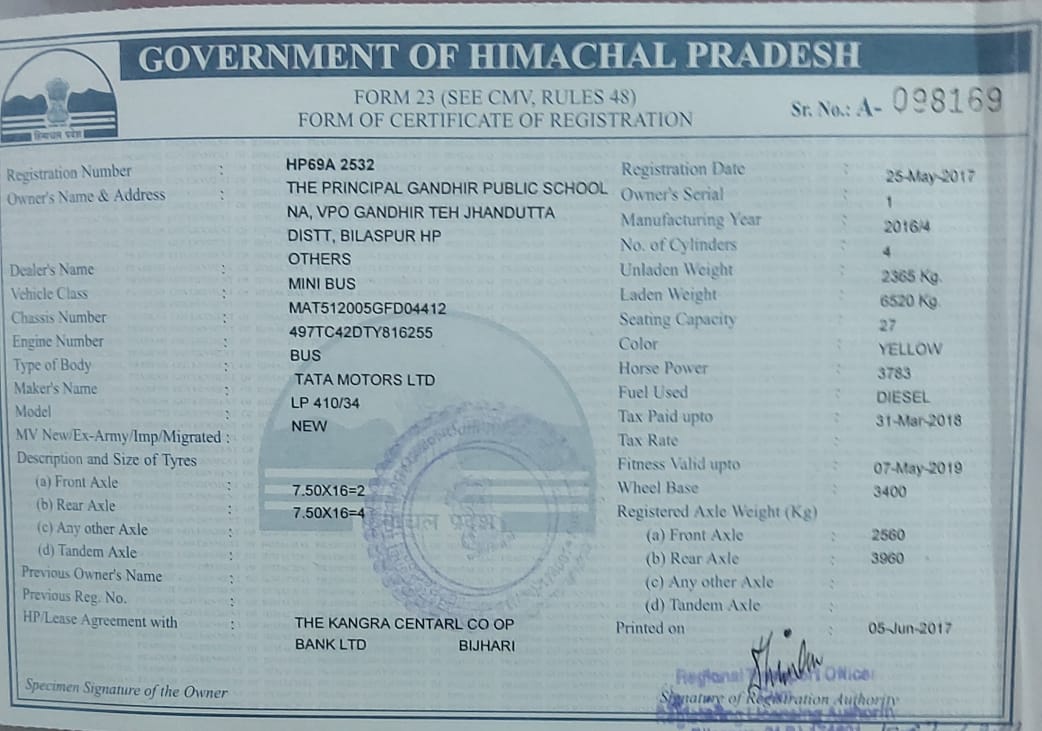 GOVERNMENT OF HIMACHAL PRADESH
हिमाचल प्रदेश
FORM 23 (SEE CMV, RULES 48)
FORM OF CERTIFICATE OF REGISTRATION
Sr. No.: A- 098169
Registration Number : HP69A 2532
Owner's Name & Address : THE PRINCIPAL GANDHIR PUBLIC SCHOOL
NA, VPO GANDHIR TEH JHANDUTTA
DISTT, BILASPUR HP
Dealer's Name : OTHERS
Vehicle Class : MINI BUS
Chassis Number : MAT512005GFD04412
Engine Number : 497TC42DTY816255
Type of Body : BUS
Maker's Name : TATA MOTORS LTD
Model : LP 410/34
MV New/Ex-Army/Imp/Migrated : NEW
Description and Size of Tyres
(a) Front Axle : 7.50X16=2
(b) Rear Axle : 7.50X16=4
(c) Any other Axle :
(d) Tandem Axle :
Previous Owner's Name :
Previous Reg. No. :
HP/Lease Agreement with : THE KANGRA CENTARL CO OP
BANK LTD BIJHARI
Specimen Signature of the Owner
Registration Date : 25-May-2017
Owner's Serial : 1
Manufacturing Year : 2016/4
No. of Cylinders : 4
Unladen Weight : 2365 Kg.
Laden Weight : 6520 Kg.
Seating Capacity : 27
Color : YELLOW
Horse Power : 3783
Fuel Used : DIESEL
Tax Paid upto : 31-Mar-2018
Tax Rate :
Fitness Valid upto : 07-May-2019
Wheel Base : 3400
Registered Axle Weight (Kg)
(a) Front Axle : 2560
(b) Rear Axle : 3960
(c) Any other Axle :
(d) Tandem Axle :
Printed on : 05-Jun-2017
Regional Officer
Signature of Registration Authority
Licensing Authority